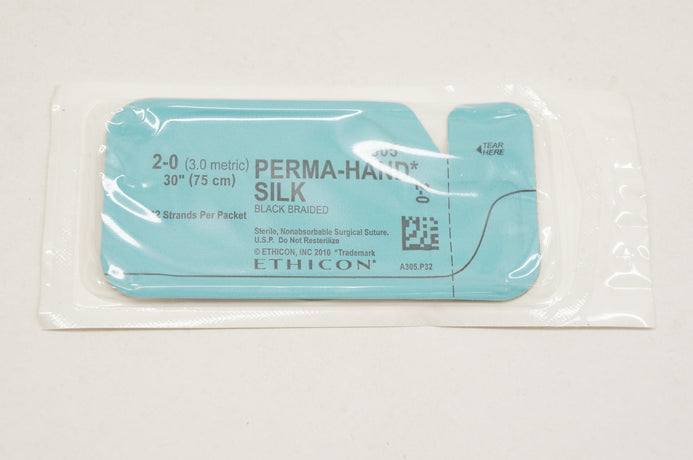 2-0 (3.0 metric)
30" (75 cm)
Strands Per Packet
PERMA-HAND*
SILK
BLACK BRAIDED
Sterile, Nonabsorbable Surgical Suture.
U.S.P. Do Not Resterilize
© ETHICON, INC 2010 *Trademark
ETHICON*
A305.P32
TEAR
HERE